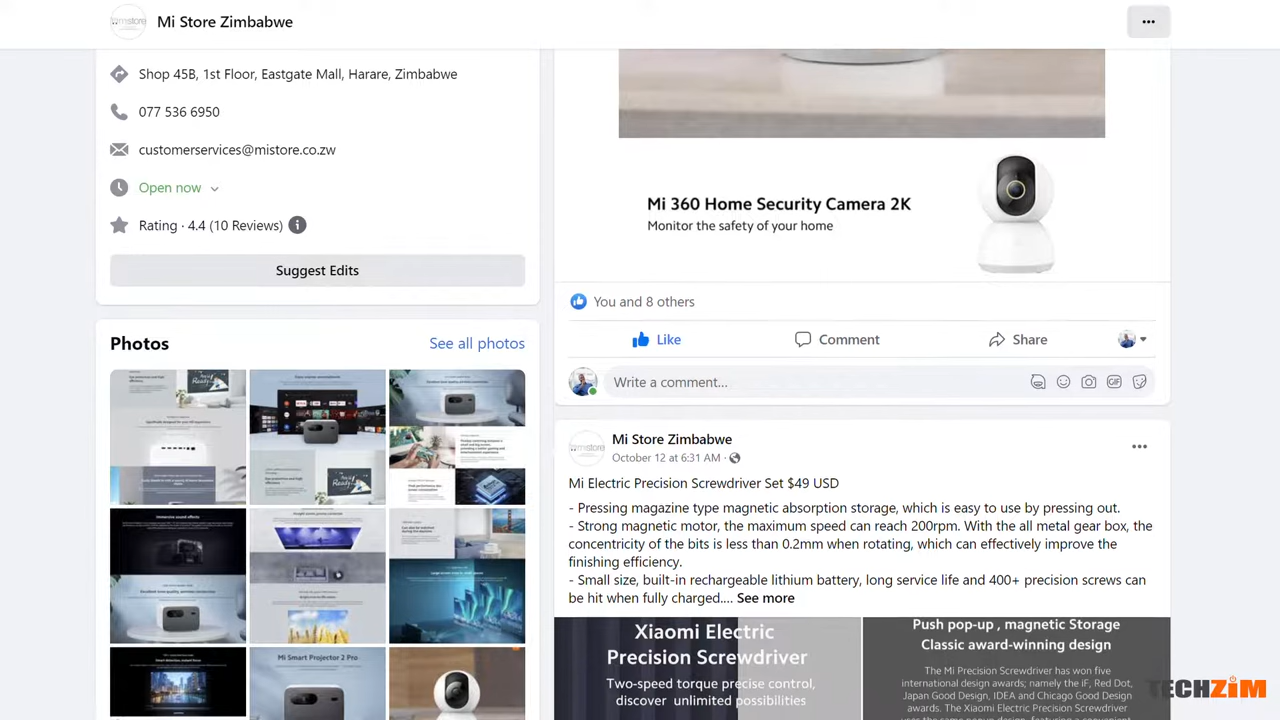 Mi Store Zimbabwe
Shop 45B, 1st Floor, Eastgate Mall, Harare, Zimbabwe
077 536 6950
customerservices@mistore.co.zw
Open now
Rating · 4.4 (10 Reviews)
Suggest Edits
Photos
See all photos
Mi Smart Projector 2 Pro
Mi 360 Home Security Camera 2K
Monitor the safety of your home
You and 8 others
Like
Comment
Share
Write a comment...
GIF
Mi Store Zimbabwe
October 12 at 6:31 AM ·
Mi Electric Precision Screwdriver Set $49 USD
- Pressing magazine type magnetic absorption storage, which is easy to use by pressing out.
- Strong magnetic motor, the maximum speed can reach 200rpm. With the all metal gear box, the
concentricity of the bits is less than 0.2mm when rotating, which can effectively improve the
finishing efficiency.
- Small size, built-in rechargeable lithium battery, long service life and 400+ precision screws can
be hit when fully charged.... See more
Xiaomi Electric
Precision Screwdriver
Two-speed torque precise control,
discover unlimited possibilities
Push pop-up , magnetic Storage
Classic award-winning design
The Mi Precision Screwdriver has won five
international design awards; namely the iF, Red Dot,
Japan Good Design, IDEA and Chicago Good Design
awards. The Xiaomi Electric Precision Screwdriver
TECHZIM